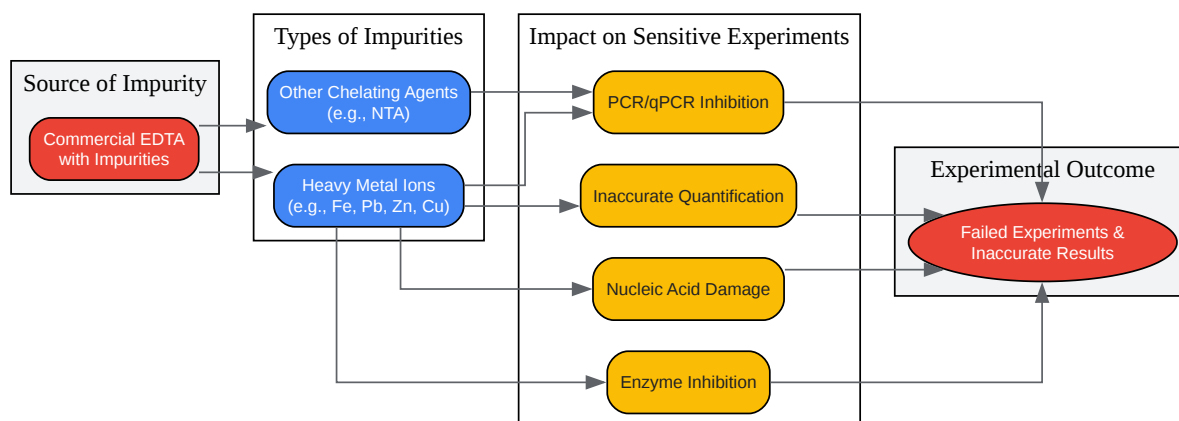 Source of Impurity
Commercial EDTA
with Impurities
Types of Impurities
Other Chelating Agents
(e.g., NTA)
Heavy Metal Ions
(e.g., Fe, Pb, Zn, Cu)
Impact on Sensitive Experiments
PCR/qPCR Inhibition
Inaccurate Quantification
Nucleic Acid Damage
Enzyme Inhibition
Experimental Outcome
Failed Experiments &
Inaccurate Results